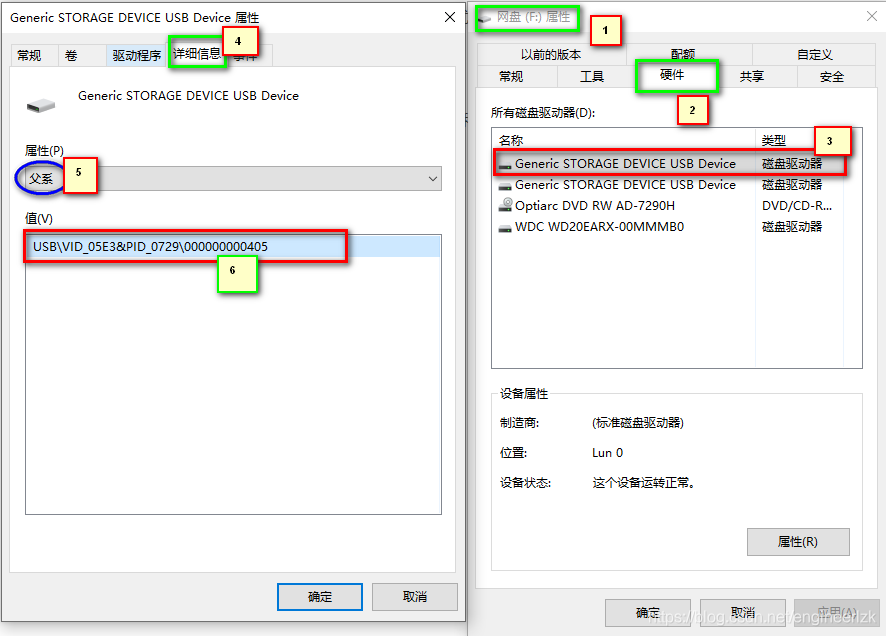 Generic STORAGE DEVICE USB Device 属性
4
常规
卷
驱动程序
详细信息
事件
Generic STORAGE DEVICE USB Device
属性(P)
父系
5
值(V)
USB\VID_05E3&PID_0729\000000000405
6
确定
取消
网盘 (F:) 属性
1
以前的版本
配额
自定义
常规
工具
硬件
共享
安全
2
所有磁盘驱动器(D):
3
名称
类型
Generic STORAGE DEVICE USB Device
磁盘驱动器
Generic STORAGE DEVICE USB Device
磁盘驱动器
Optiarc DVD RW AD-7290H
DVD/CD-R...
WDC WD20EARX-00MMMB0
磁盘驱动器
设备属性
制造商:
(标准磁盘驱动器)
位置:
Lun 0
设备状态:
这个设备运转正常。
属性(R)
确定
取消
应用(A)
https://blog.csdn.net/engineerlzk